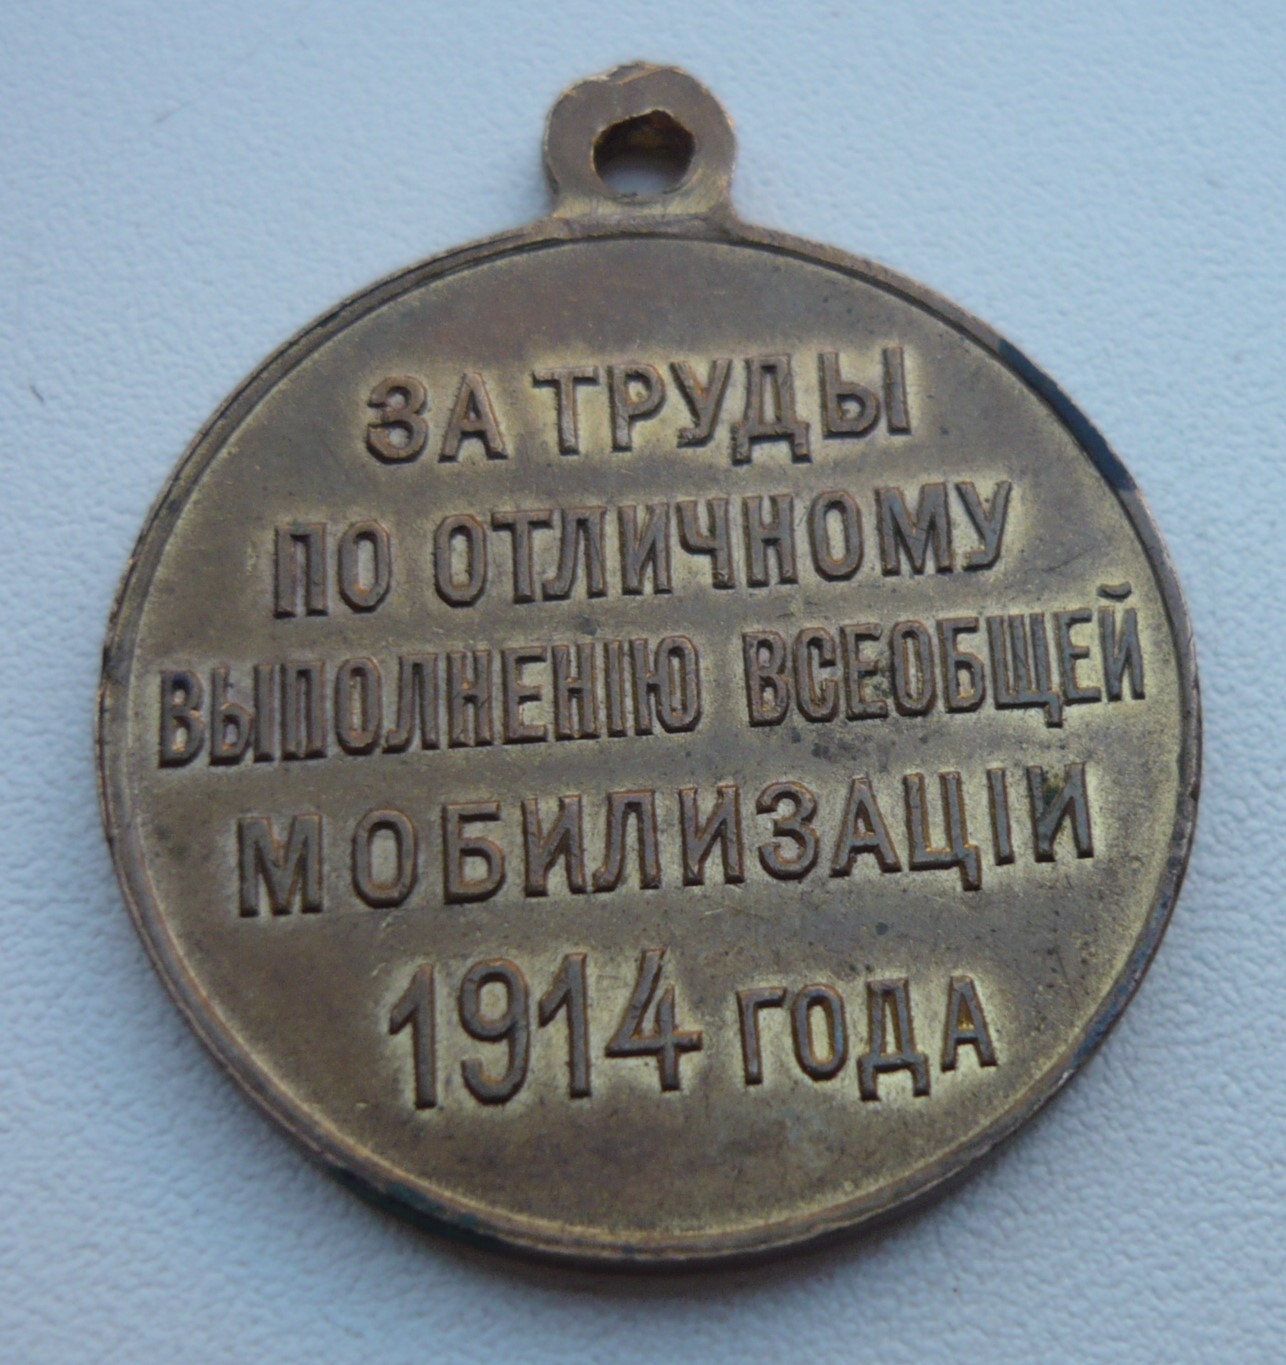 ЗА ТРУДЫ
ПО ОТЛИЧНОМУ
ВЫПОЛНЕНІЮ ВСЕОБЩЕЙ
МОБИЛИЗАЦІИ
1914 ГОДА